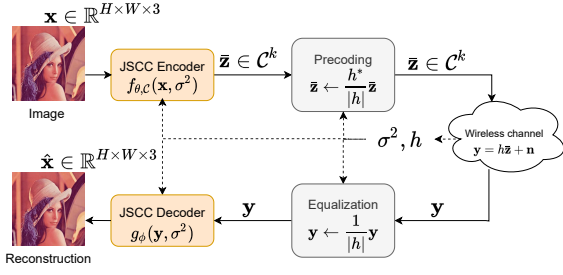 x ∈ ℝ^{H×W×3}
Image
JSCC Encoder
f_{θ,𝒞}(x, σ²)
z̄ ∈ 𝒞^k
Precoding
z̄ ← h*/|h| z̄
z̄ ∈ 𝒞^k
Wireless channel
y = hz̄ + n
σ², h
x̂ ∈ ℝ^{H×W×3}
Reconstruction
JSCC Decoder
g_ϕ(y, σ²)
y
Equalization
y ← 1/|h| y
y